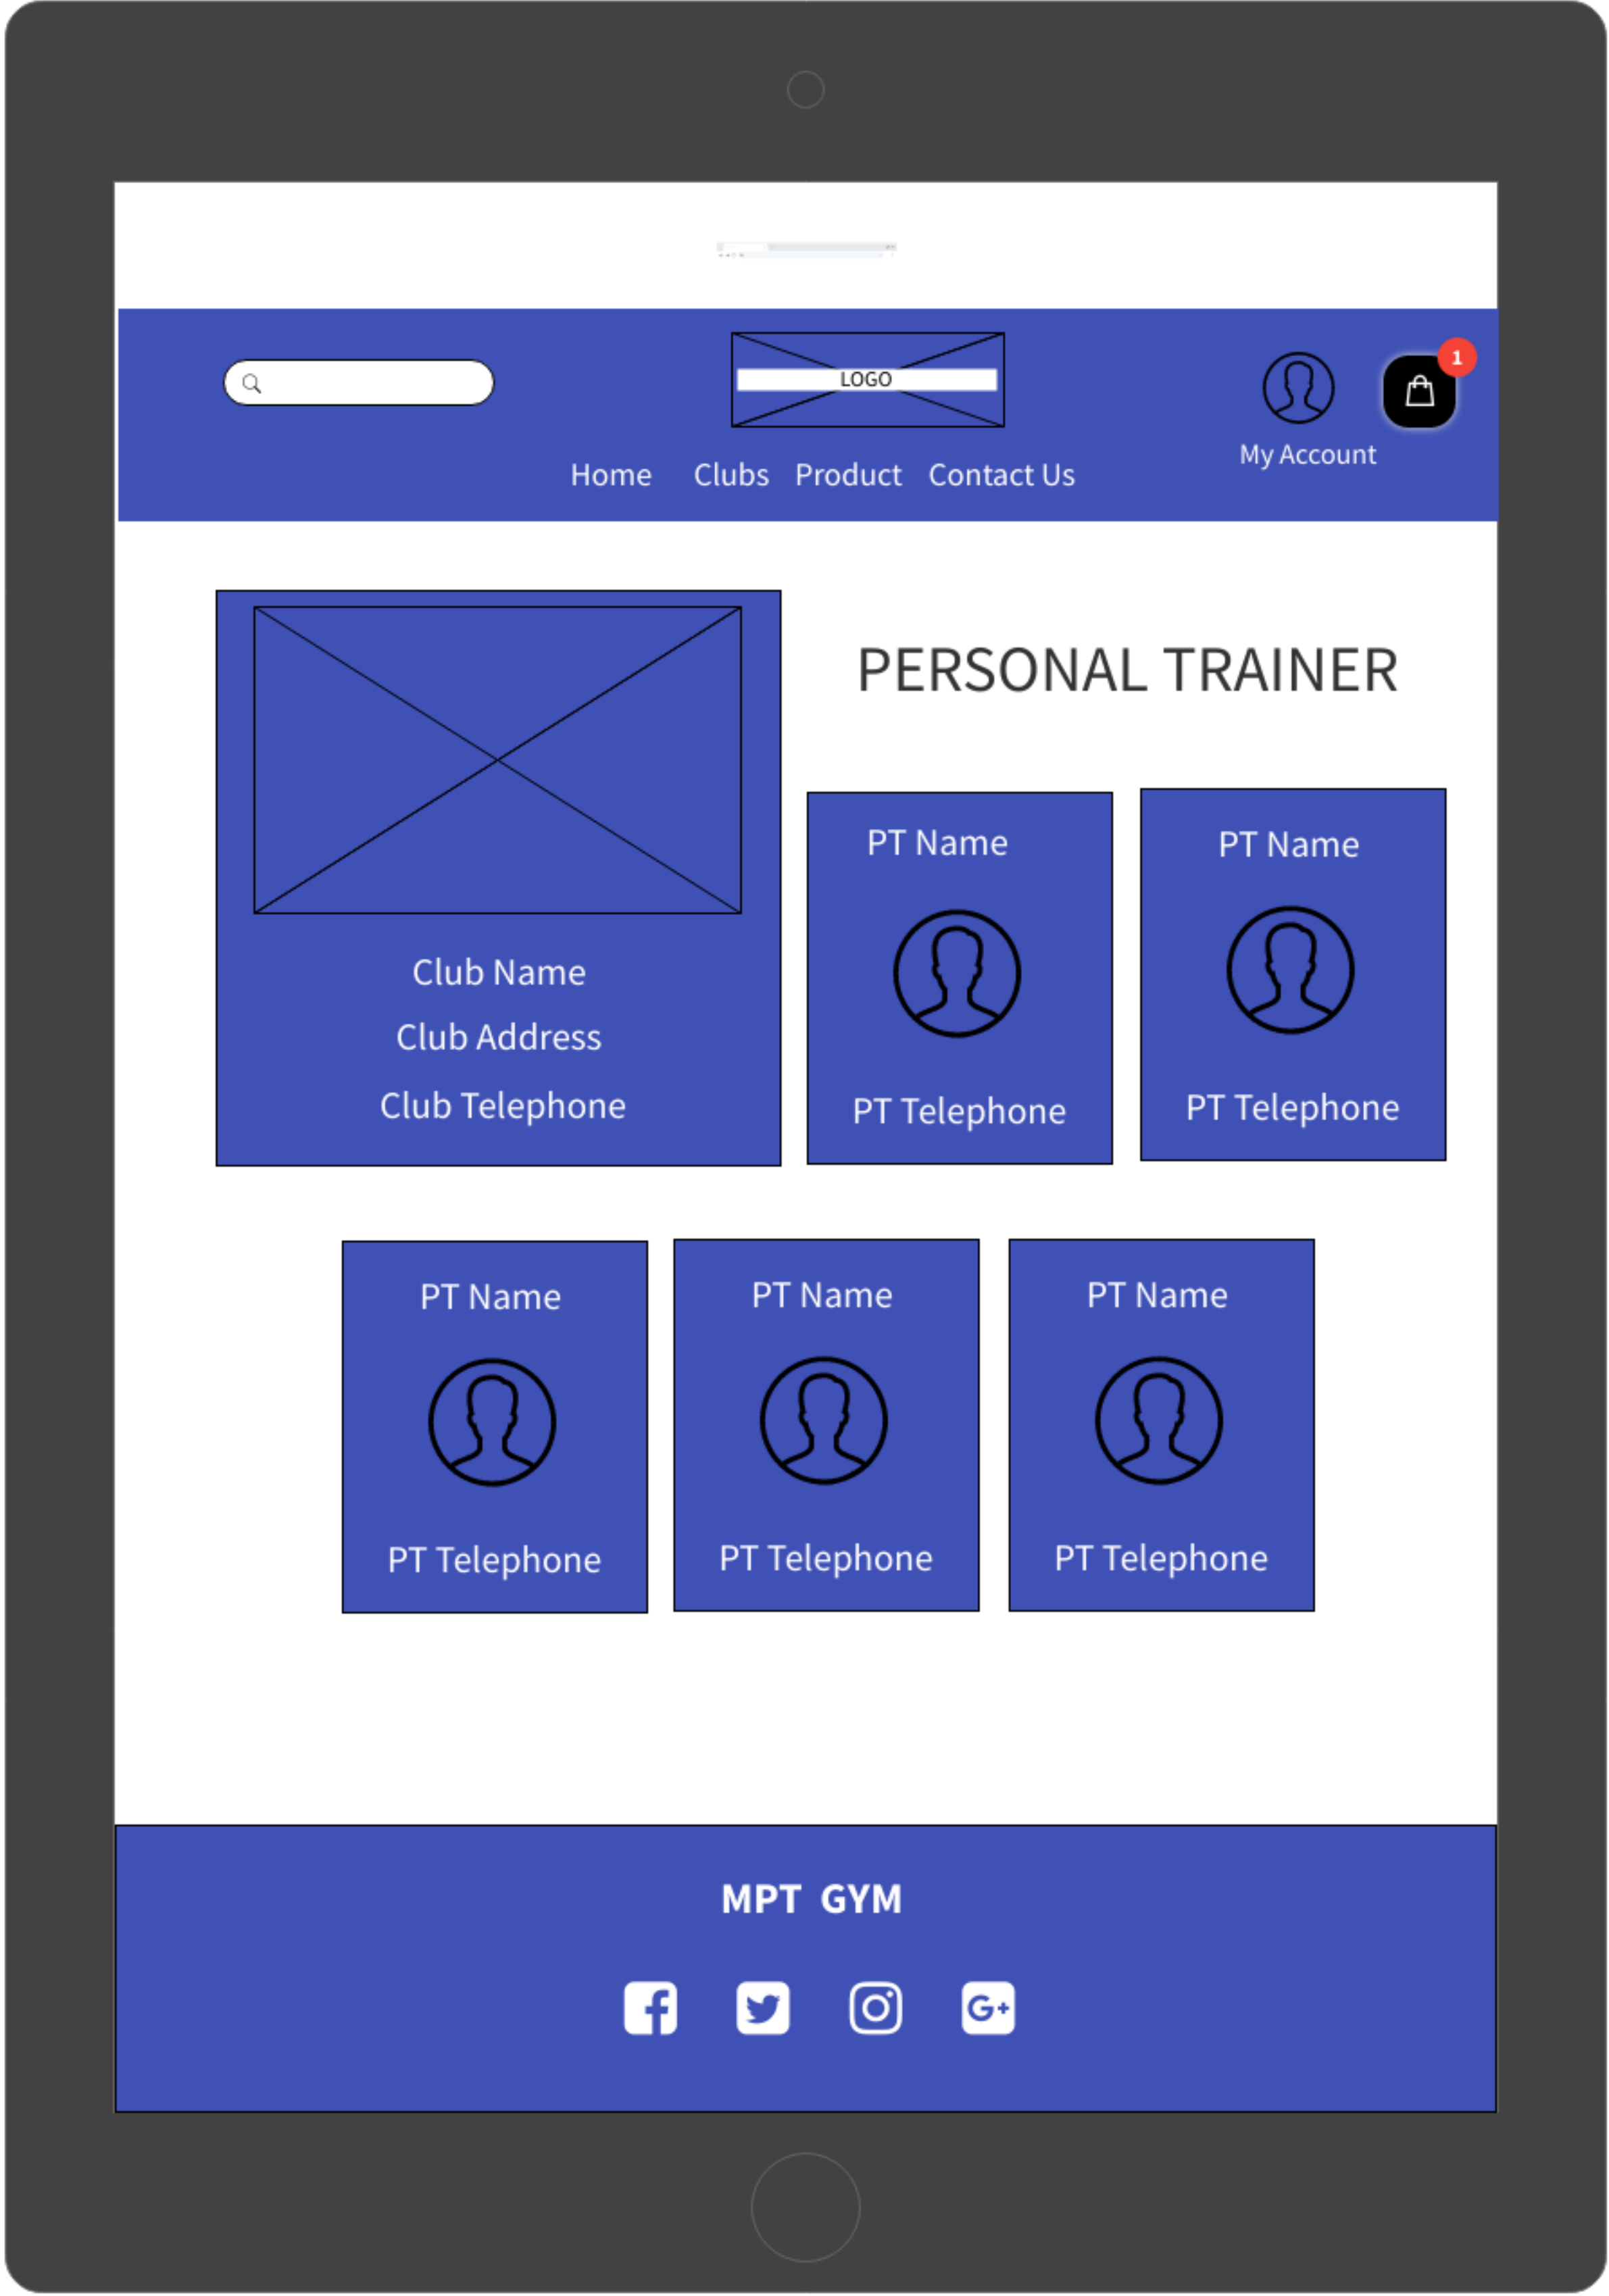 LOGO
1
My Account
Home Clubs Product Contact Us
PERSONAL TRAINER
Club Name
Club Address
Club Telephone
PT Name
PT Telephone
PT Name
PT Telephone
PT Name
PT Telephone
PT Name
PT Telephone
PT Name
PT Telephone
MPT GYM